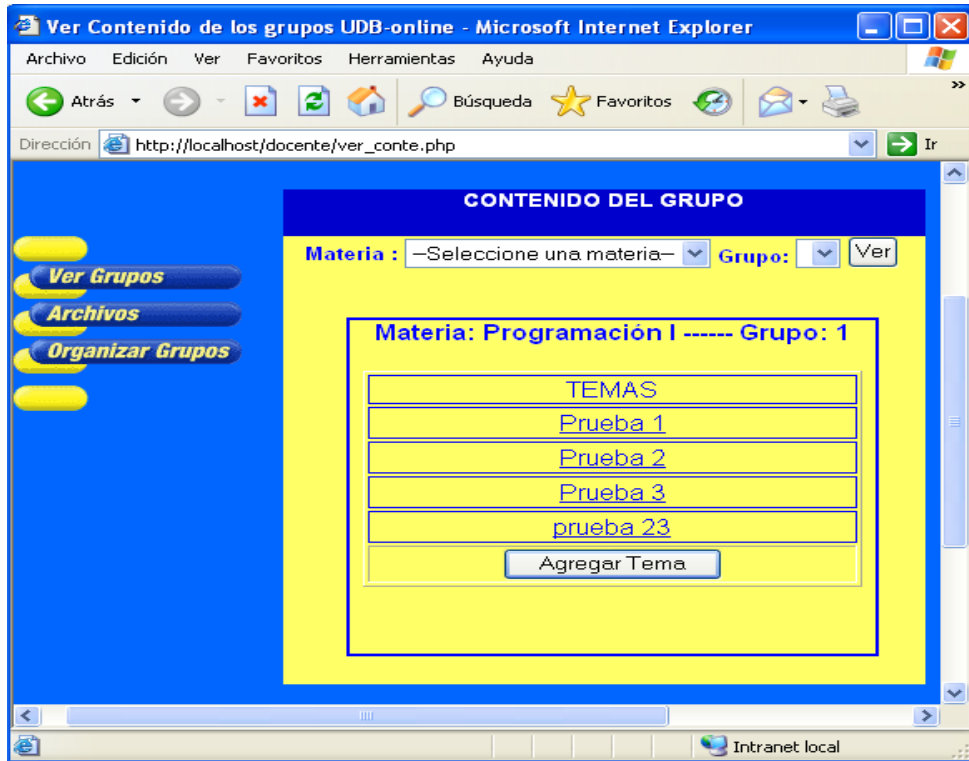 Ver Contenido de los grupos UDB-online - Microsoft Internet Explorer
Archivo Edición Ver Favoritos Herramientas Ayuda
Atrás Búsqueda Favoritos »
Dirección http://localhost/docente/ver_conte.php Ir
CONTENIDO DEL GRUPO
Materia : --Seleccione una materia-- Grupo: Ver
Ver Grupos
Archivos
Organizar Grupos
Materia: Programación I ------ Grupo: 1
TEMAS
Prueba 1
Prueba 2
Prueba 3
prueba 23
Agregar Tema
Intranet local